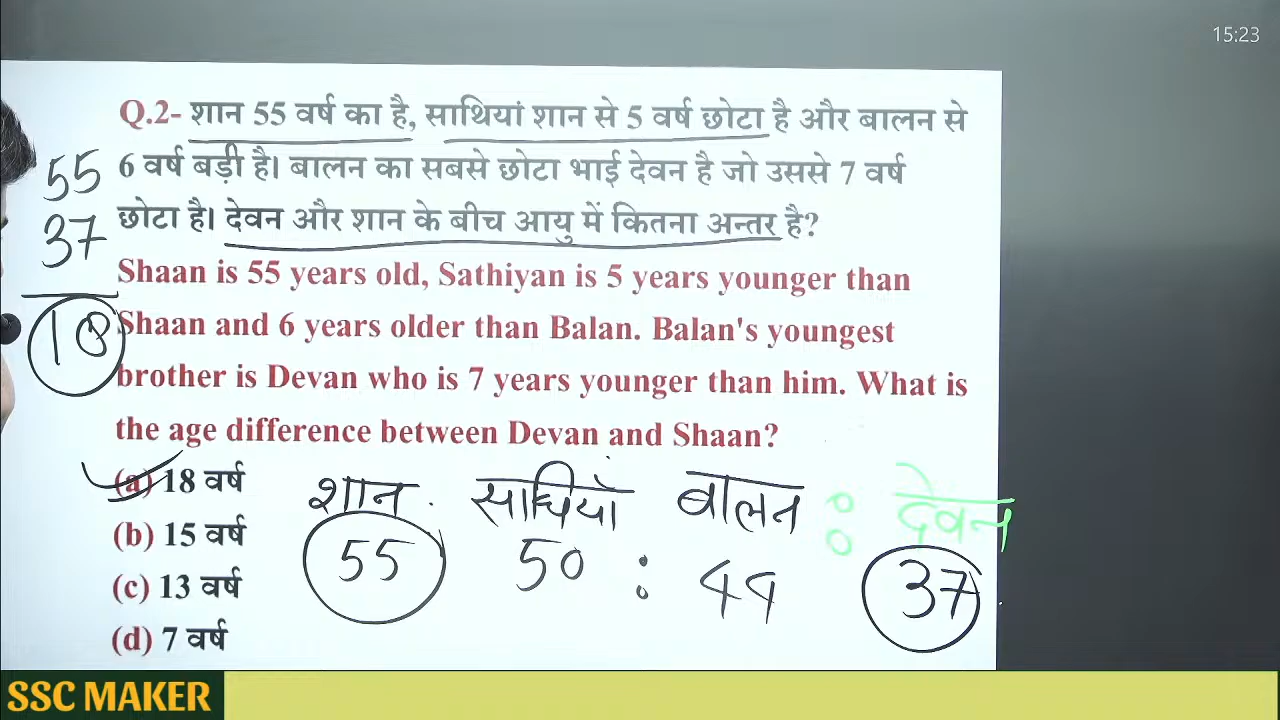 15:23
Q.2- शान 55 वर्ष का है, साथियां शान से 5 वर्ष छोटा है और बालन से
6 वर्ष बड़ी है। बालन का सबसे छोटा भाई देवन है जो उससे 7 वर्ष
छोटा है। देवन और शान के बीच आयु में कितना अन्तर है?
Shaan is 55 years old, Sathiyan is 5 years younger than
Shaan and 6 years older than Balan. Balan's youngest
brother is Devan who is 7 years younger than him. What is
the age difference between Devan and Shaan?
55
37
18
(a) 18 वर्ष
(b) 15 वर्ष
(c) 13 वर्ष
(d) 7 वर्ष
शान साथियाँ बालन : देवन
55 50 : 44 37
SSC MAKER